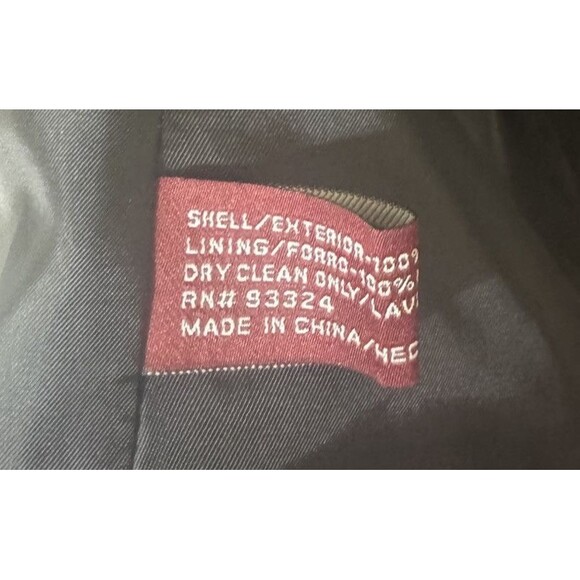 SHELL/EXTERIOR-100%
LINING/FORRO-100%/
DRY CLEAN ONLY/LAV
RN# 93324
MADE IN CHINA/HEC